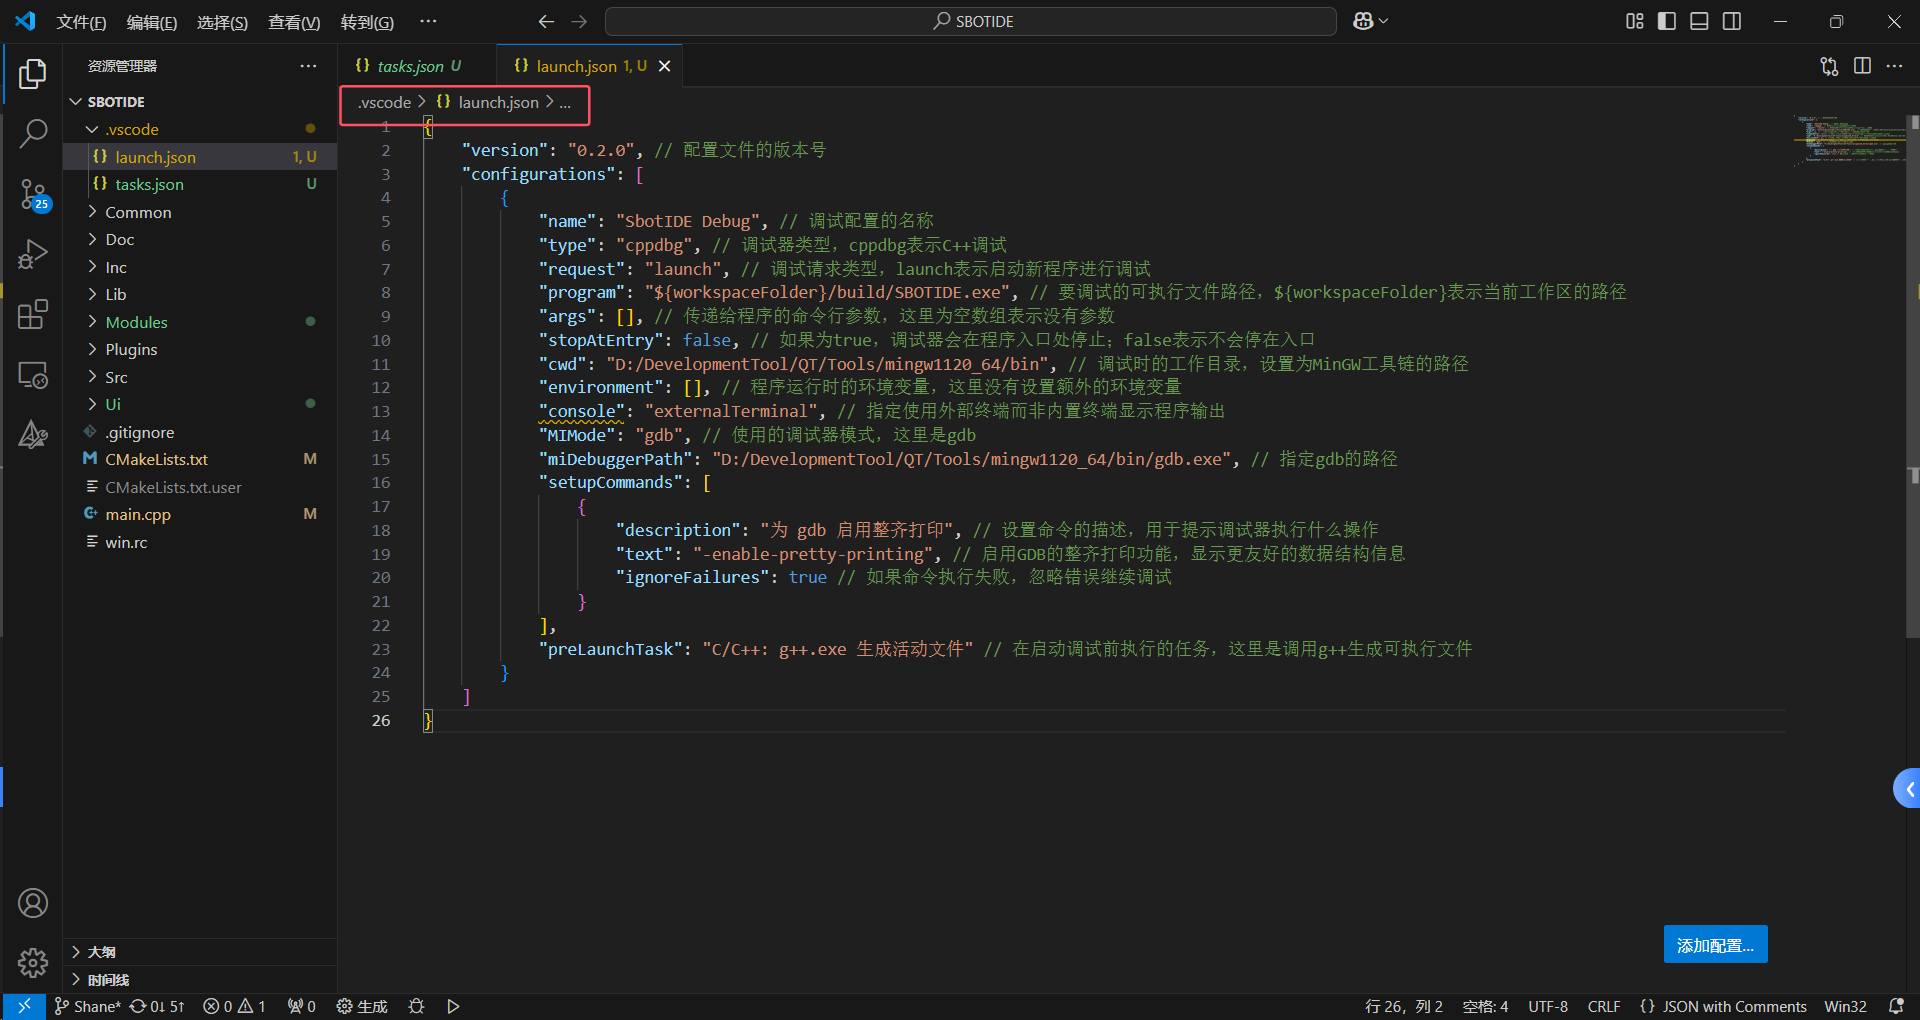 文件(F) 编辑(E) 选择(S) 查看(V) 转到(G) ··· SBOTIDE
资源管理器 ···
SBOTIDE
.vscode
launch.json 1, U
tasks.json U
Common
Doc
Inc
Lib
Modules
Plugins
Src
Ui
.gitignore
CMakeLists.txt M
CMakeLists.txt.user
main.cpp M
win.rc
大纲
时间线
{} tasks.json U {} launch.json 1, U
.vscode > {} launch.json > ...
1 {
2 "version": "0.2.0", // 配置文件的版本号
3 "configurations": [
4 {
5 "name": "SbotIDE Debug", // 调试配置的名称
6 "type": "cppdbg", // 调试器类型，cppdbg表示C++调试
7 "request": "launch", // 调试请求类型，launch表示启动新程序进行调试
8 "program": "${workspaceFolder}/build/SBOTIDE.exe", // 要调试的可执行文件路径，${workspaceFolder}表示当前工作区的路径
9 "args": [], // 传递给程序的命令行参数，这里为空数组表示没有参数
10 "stopAtEntry": false, // 如果为true，调试器会在程序入口处停止；false表示不会停在入口
11 "cwd": "D:/DevelopmentTool/QT/Tools/mingw1120_64/bin", // 调试时的工作目录，设置为MinGW工具链的路径
12 "environment": [], // 程序运行时的环境变量，这里没有设置额外的环境变量
13 "console": "externalTerminal", // 指定使用外部终端而非内置终端显示程序输出
14 "MIMode": "gdb", // 使用的调试器模式，这里是gdb
15 "miDebuggerPath": "D:/DevelopmentTool/QT/Tools/mingw1120_64/bin/gdb.exe", // 指定gdb的路径
16 "setupCommands": [
17 {
18 "description": "为 gdb 启用整齐打印", // 设置命令的描述，用于提示调试器执行什么操作
19 "text": "-enable-pretty-printing", // 启用GDB的整齐打印功能，显示更友好的数据结构信息
20 "ignoreFailures": true // 如果命令执行失败，忽略错误继续调试
21 }
22 ],
23 "preLaunchTask": "C/C++: g++.exe 生成活动文件" // 在启动调试前执行的任务，这里是调用g++生成可执行文件
24 }
25 ]
26 }
25
添加配置...
Shane* 0↓ 5↑ 0 1 0 生成 行 26，列 2 空格: 4 UTF-8 CRLF {} JSON with Comments Win32